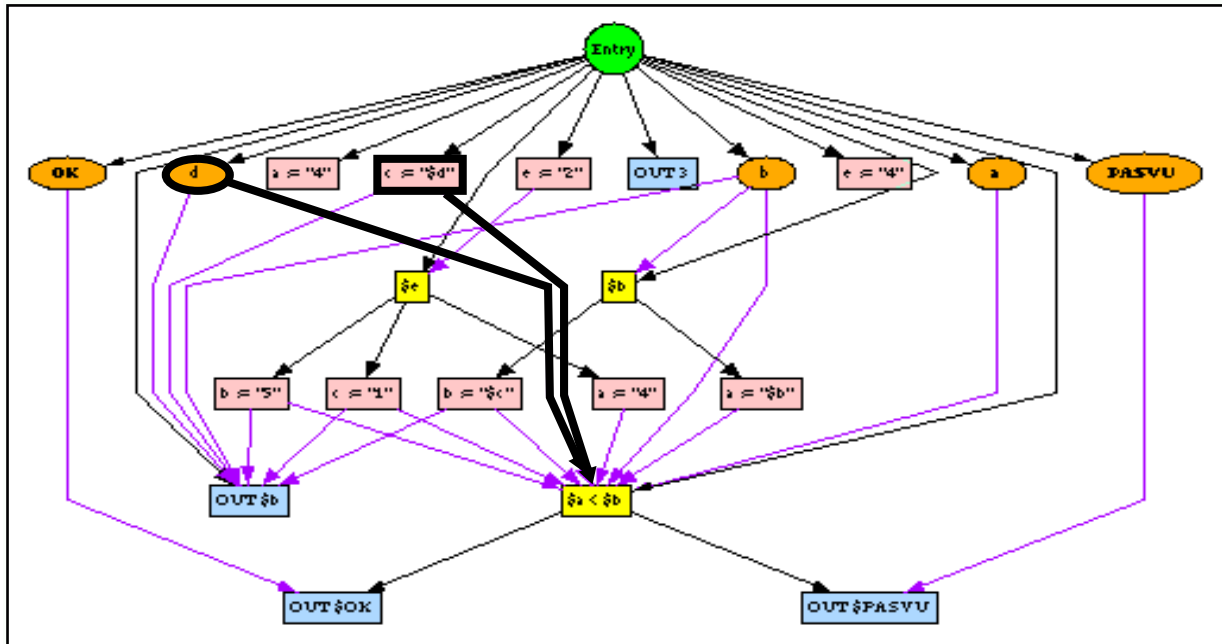 Entry
OK
d
a := "4"
c := "$d"
e := "2"
OUT 3
b
e := "4"
a
PASVU
$e
$b
b := "5"
c := "1"
b := "$c"
a := "4"
a := "$b"
OUT $b
$a < $b
OUT $OK
OUT $PASVU